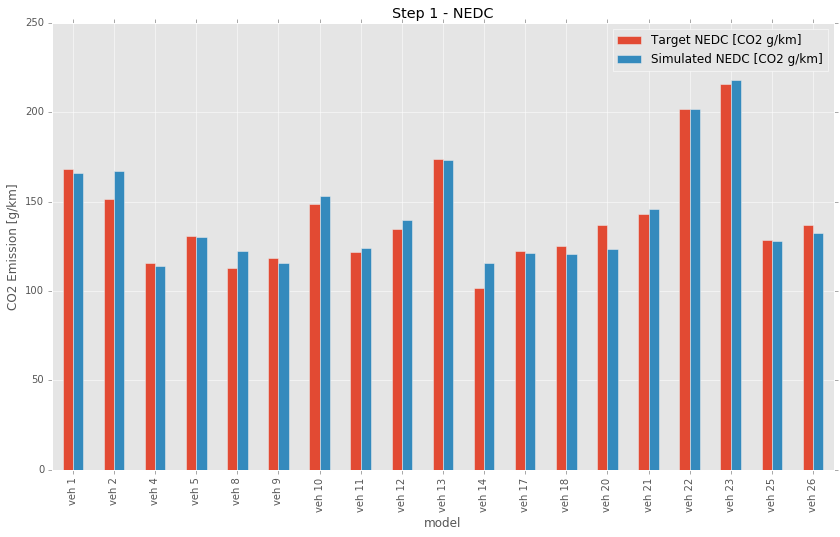 Step 1 - NEDC
Target NEDC [CO2 g/km]
Simulated NEDC [CO2 g/km]
CO2 Emission [g/km]
250
200
150
100
50
0
veh 1
veh 2
veh 4
veh 5
veh 8
veh 9
veh 10
veh 11
veh 12
veh 13
veh 14
veh 17
veh 18
veh 20
veh 21
veh 22
veh 23
veh 25
veh 26
model